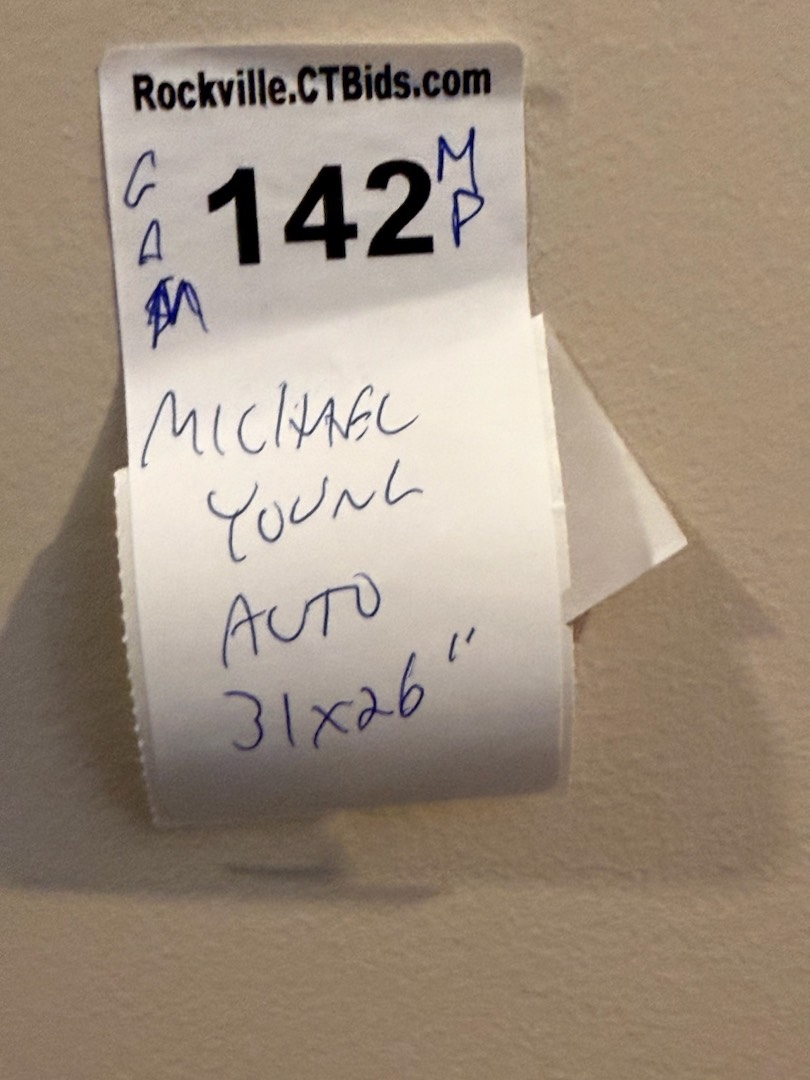 Rockville.CTBids.com
G 142 M
A P
M
MICHAEL
YOUNG
AUTO
31x26"